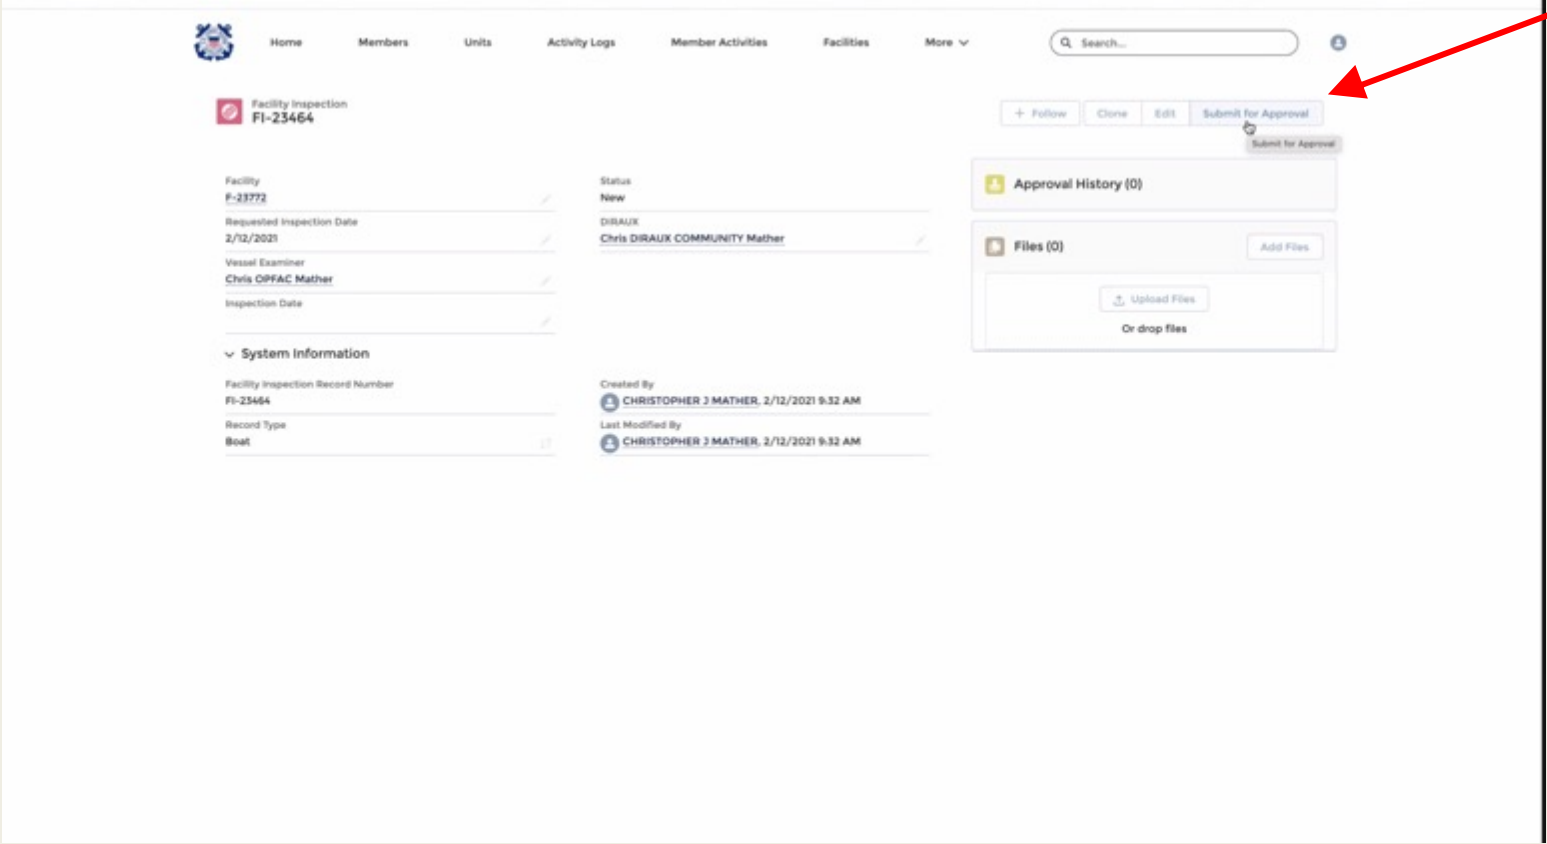 Home Members Units Activity Logs Member Activities Facilities More Search...
Facility Inspection
FI-23464
+ Follow Clone Edit Submit for Approval
Submit for Approval
Facility
F-23772
Requested Inspection Date
2/12/2021
Vessel Examiner
Chris OPFAC Mather
Inspection Date
Status
New
DIRAUX
Chris DIRAUX COMMUNITY Mather
System Information
Facility Inspection Record Number
FI-23464
Record Type
Boat
Created By
CHRISTOPHER J MATHER, 2/12/2021 9:32 AM
Last Modified By
CHRISTOPHER J MATHER, 2/12/2021 9:32 AM
Approval History (0)
Files (0) Add Files
Upload Files
Or drop files